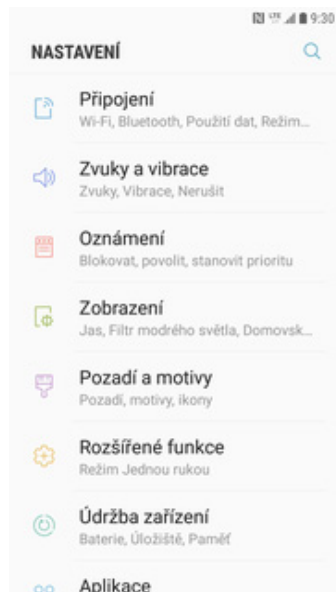 LTE 9:30
NASTAVENÍ
Připojení
Wi-Fi, Bluetooth, Použití dat, Režim...
Zvuky a vibrace
Zvuky, Vibrace, Nerušit
Oznámení
Blokovat, povolit, stanovit prioritu
Zobrazení
Jas, Filtr modrého světla, Domovsk...
Pozadí a motivy
Pozadí, motivy, ikony
Rozšířené funkce
Režim Jednou rukou
Údržba zařízení
Baterie, Úložiště, Paměť
Aplikace